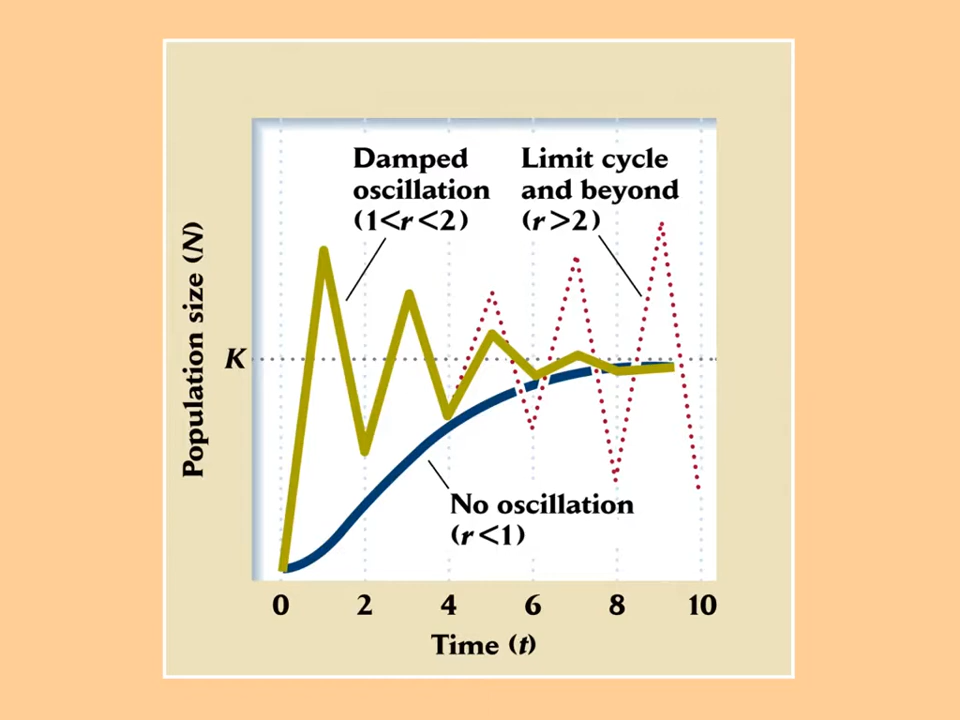 Damped
oscillation
(1<r<2)
Limit cycle
and beyond
(r>2)
Population size (N)
K
No oscillation
(r<1)
0 2 4 6 8 10
Time (t)